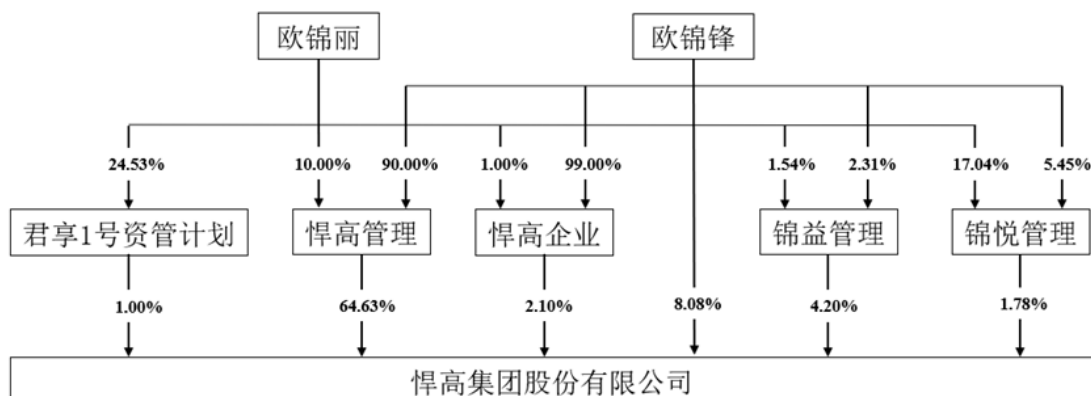 欧锦丽
欧锦锋
24.53%
10.00%
90.00%
1.00%
99.00%
1.54%
2.31%
17.04%
5.45%
君享1号资管计划
悍高管理
悍高企业
锦益管理
锦悦管理
1.00%
64.63%
2.10%
8.08%
4.20%
1.78%
悍高集团股份有限公司